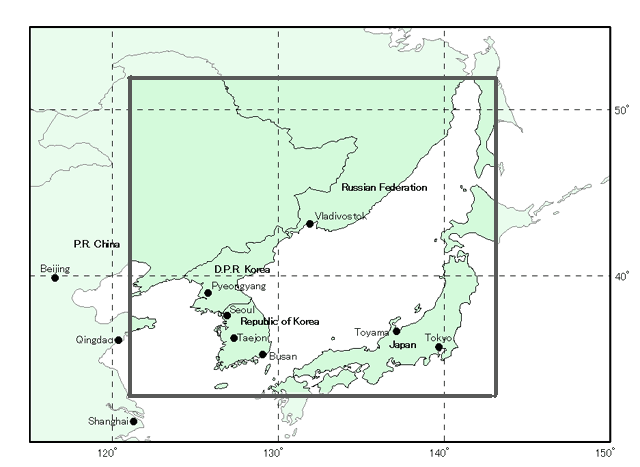 50°
Russian Federation
Vladivostok
P.R. China
Beijing
D.P.R. Korea
40°
Pyeongyang
Seoul
Republic of Korea
Toyama
Qingdao
Taejon
Japan
Tokyo
Busan
Shanghai
120°
130°
140°
150°